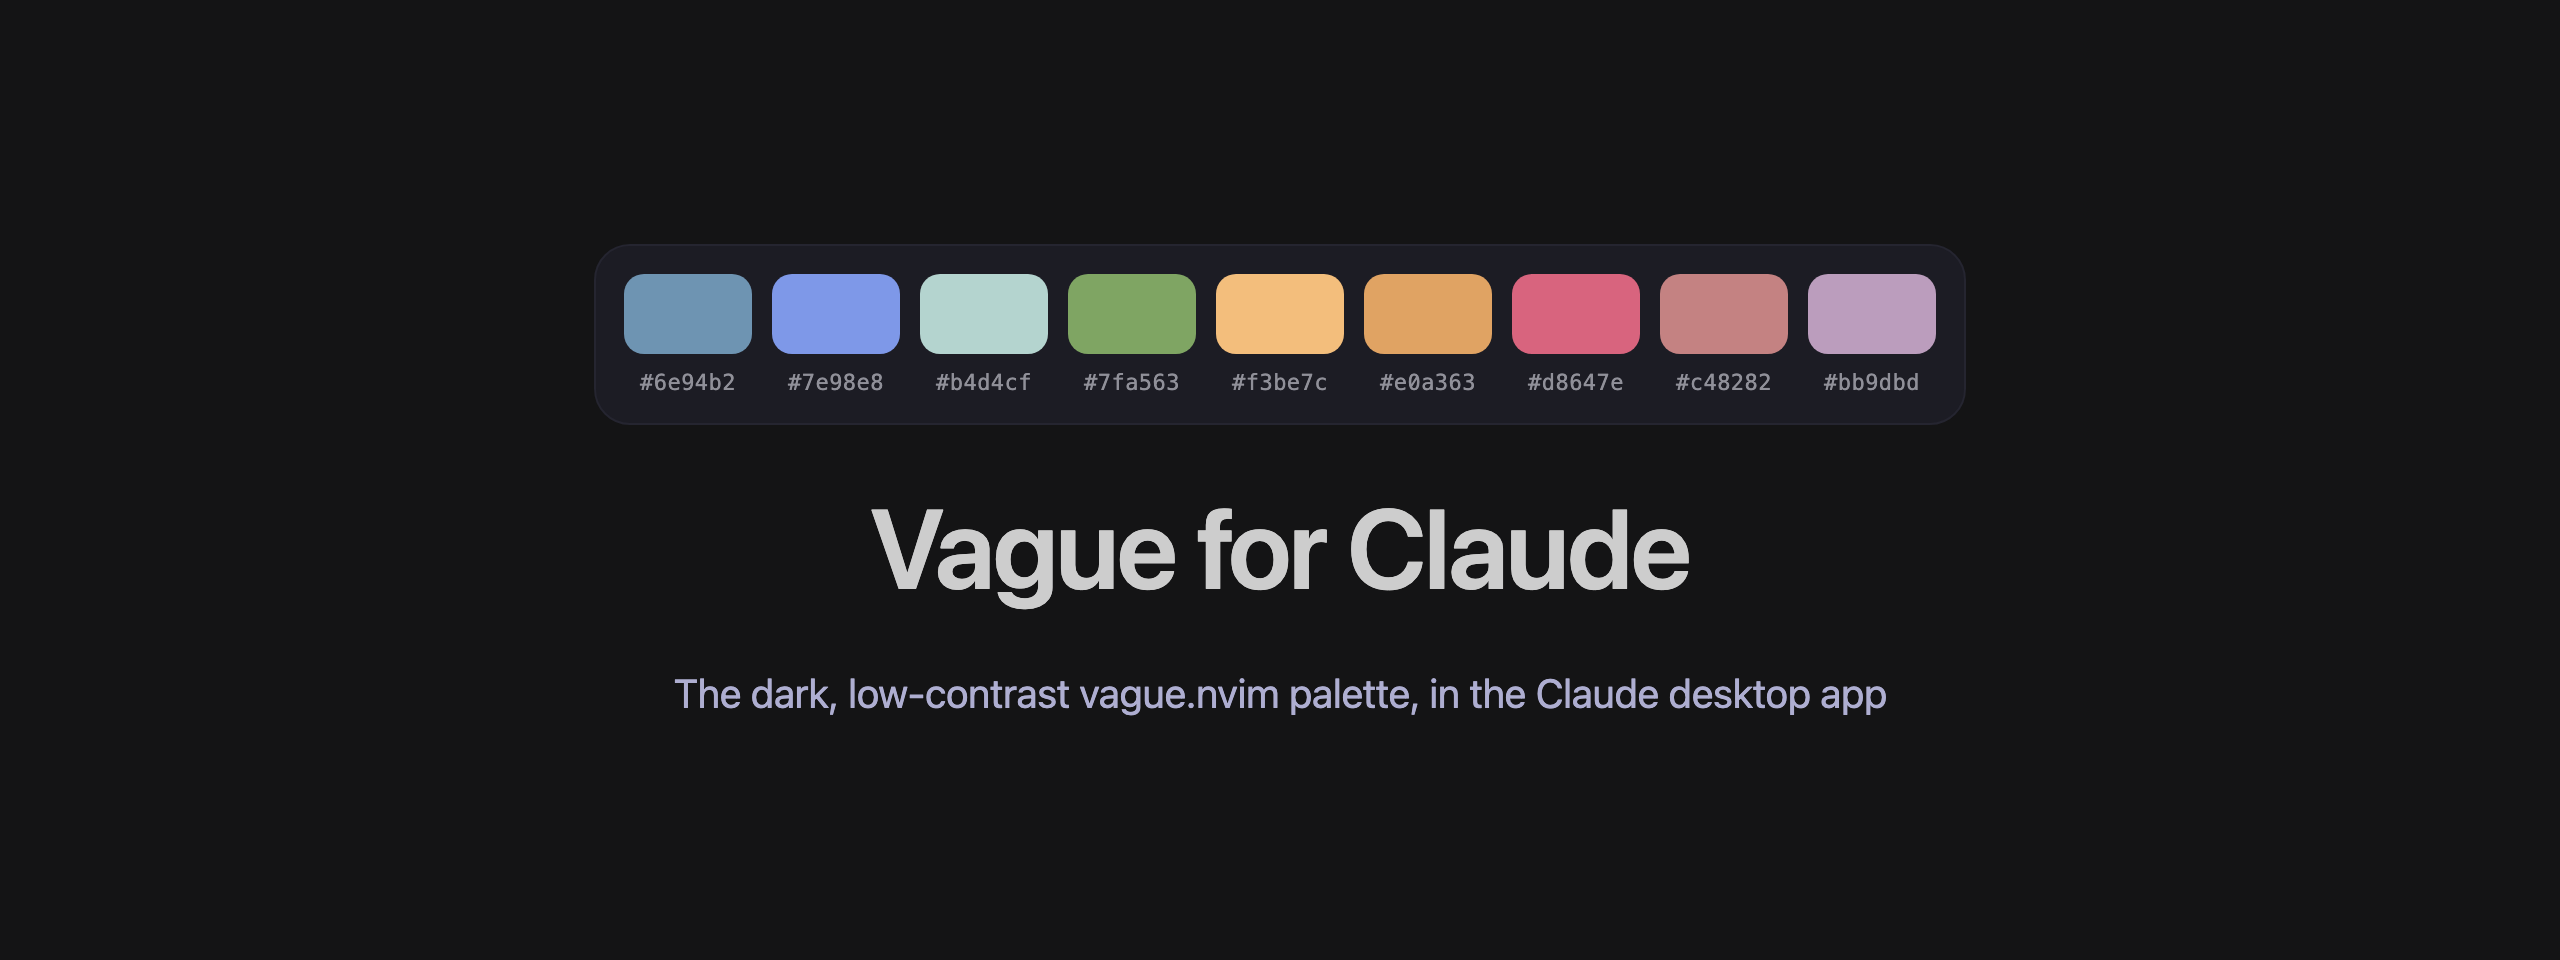 #6e94b2 #7e98e8 #b4d4cf #7fa563 #f3be7c #e0a363 #d8647e #c48282 #bb9dbd
Vague for Claude
The dark, low-contrast vague.nvim palette, in the Claude desktop app